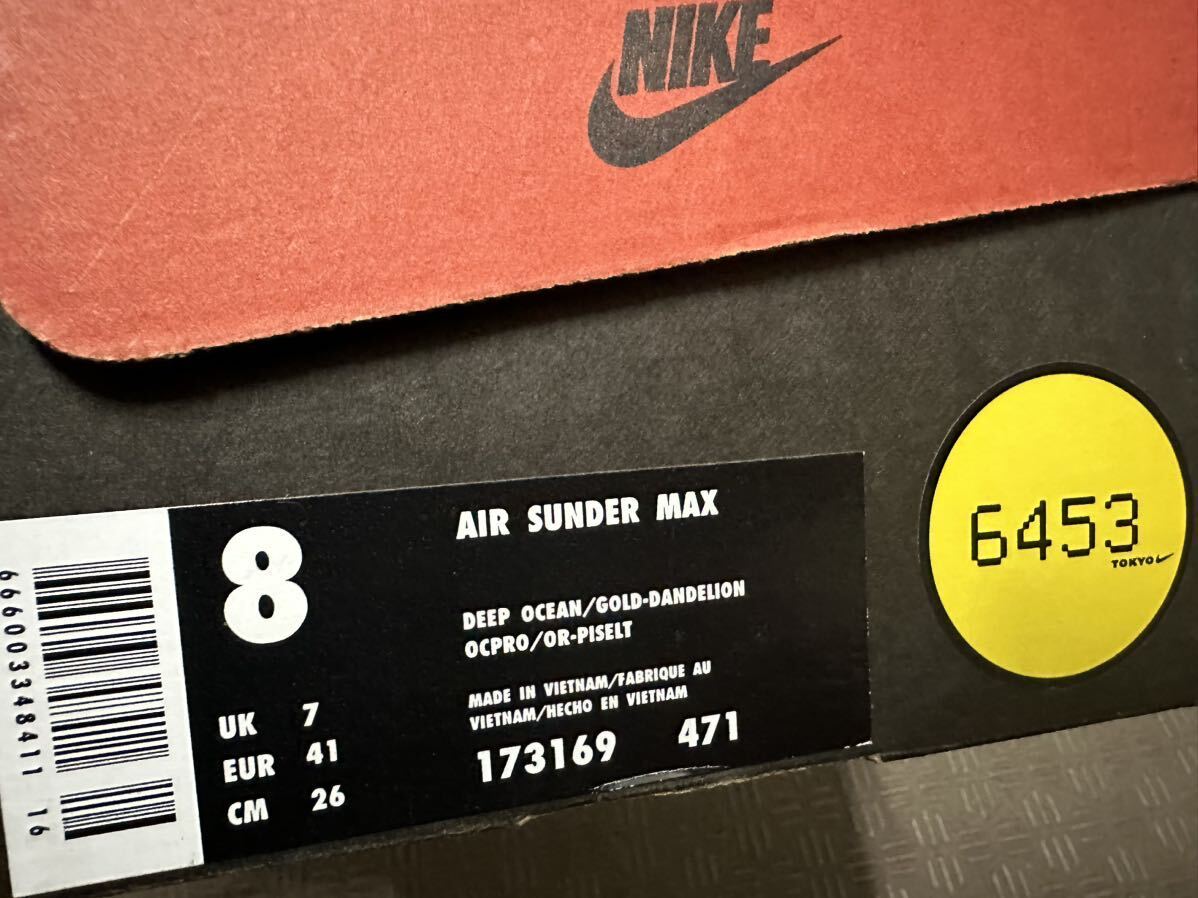 NIKE
6453
TOKYO
8
AIR SUNDER MAX
DEEP OCEAN/GOLD-DANDELION
OCPRO/OR-PISELT
MADE IN VIETNAM/FABRIQUE AU
VIETNAM/HECHO EN VIETNAM
UK 7
EUR 41
CM 26
173169 471
66600334841 16